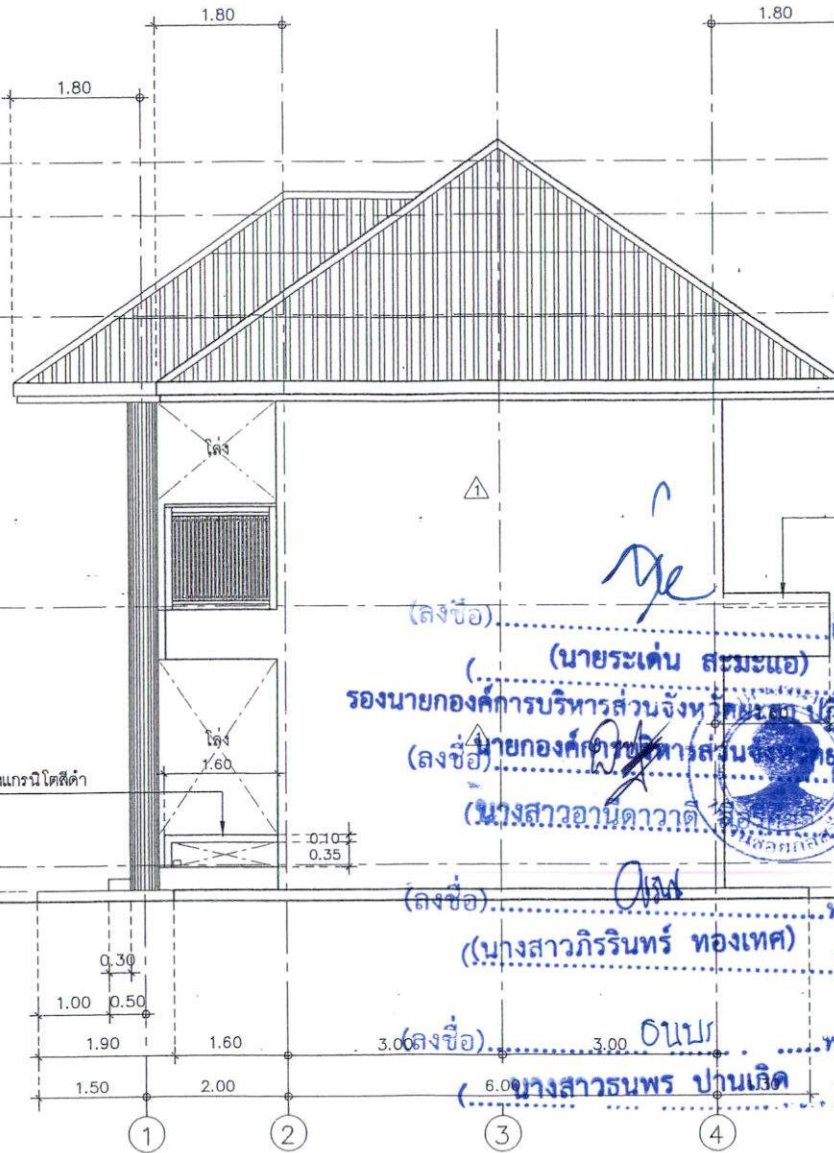 1.80
1.80
1.80
โล่ง
1
(ลงชื่อ)
(นายระเด่น สะมะแอ)
รองนายกองค์การบริหารส่วนจังหวัดยะลา
1
โล่ง
1.60
(ลงชื่อ)
นายกองค์การบริหารส่วนจังหวัด
แกรนิตโตสีดำ
(นางสาวอานีดาวาตี
0.10
0.35
(ลงชื่อ)
(นางสาวภิรรินทร์ ทองเทศ)
0.30
1.00 0.50
(ลงชื่อ) ธนพร
1.90 1.60 3.00 3.00
(นางสาวธนพร ปานเกิด
1.50 2.00 6.00 1.30
1 2 3 4